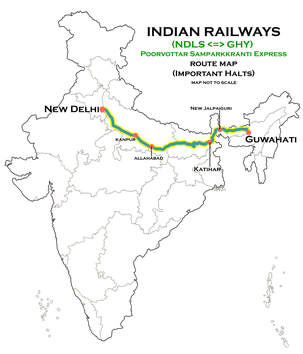 INDIAN RAILWAYS
(NDLS <=> GHY)
Poorvottar Samparkkranti Express
ROUTE MAP
(Important Halts)
MAP NOT TO SCALE
New Delhi
Kanpur
Allahabad
New Jalpaiguri
Katihar
Guwahati